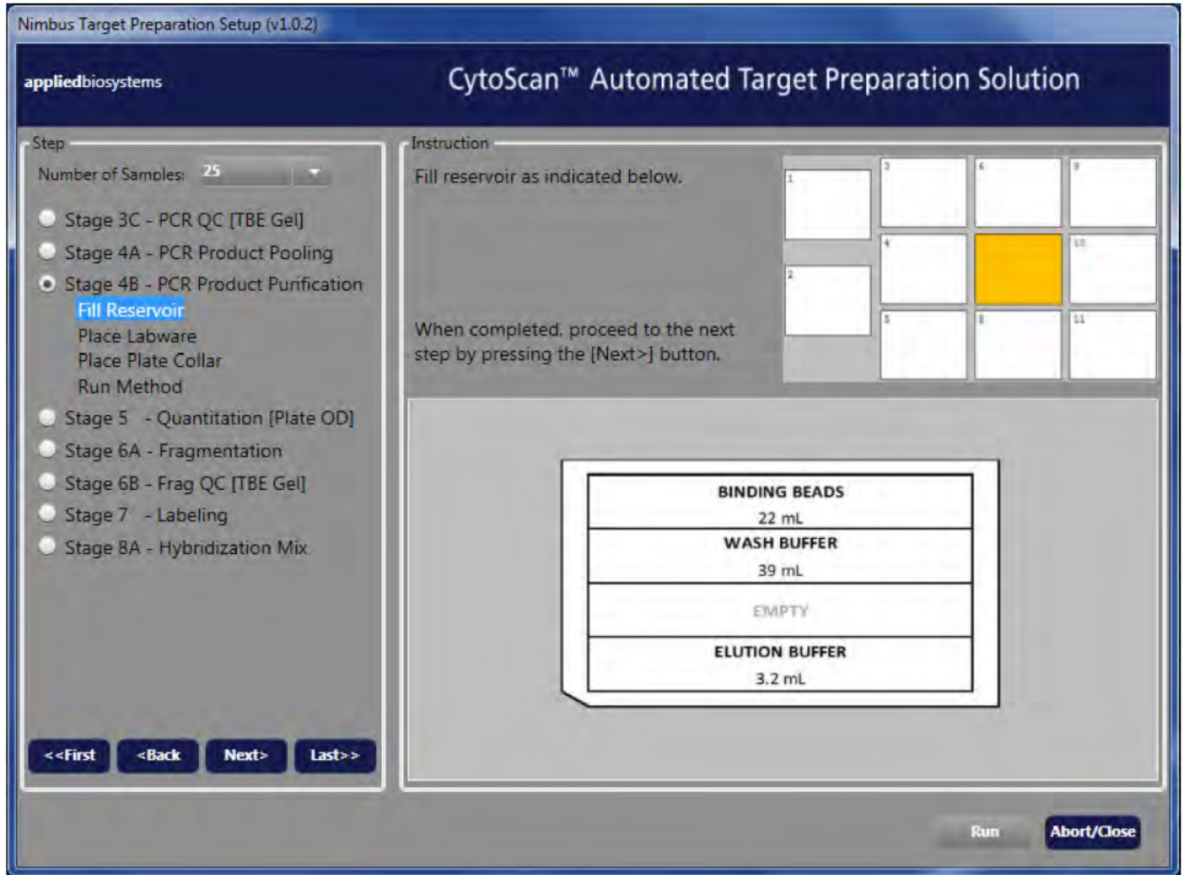 Nimbus Target Preparation Setup (v1.0.2)
appliedbiosystems
CytoScan™ Automated Target Preparation Solution
Step
Number of Samples: 25
Stage 3C - PCR QC [TBE Gel]
Stage 4A - PCR Product Pooling
Stage 4B - PCR Product Purification
Fill Reservoir
Place Labware
Place Plate Collar
Run Method
Stage 5 - Quantitation [Plate OD]
Stage 6A - Fragmentation
Stage 6B - Frag QC [TBE Gel]
Stage 7 - Labeling
Stage 8A - Hybridization Mix
<<First <Back Next> Last>>
Instruction
Fill reservoir as indicated below.
When completed, proceed to the next
step by pressing the [Next>] button.
1 3 6 9
2 4 10
5 8 11
BINDING BEADS
22 mL
WASH BUFFER
39 mL
EMPTY
ELUTION BUFFER
3.2 mL
Run Abort/Close